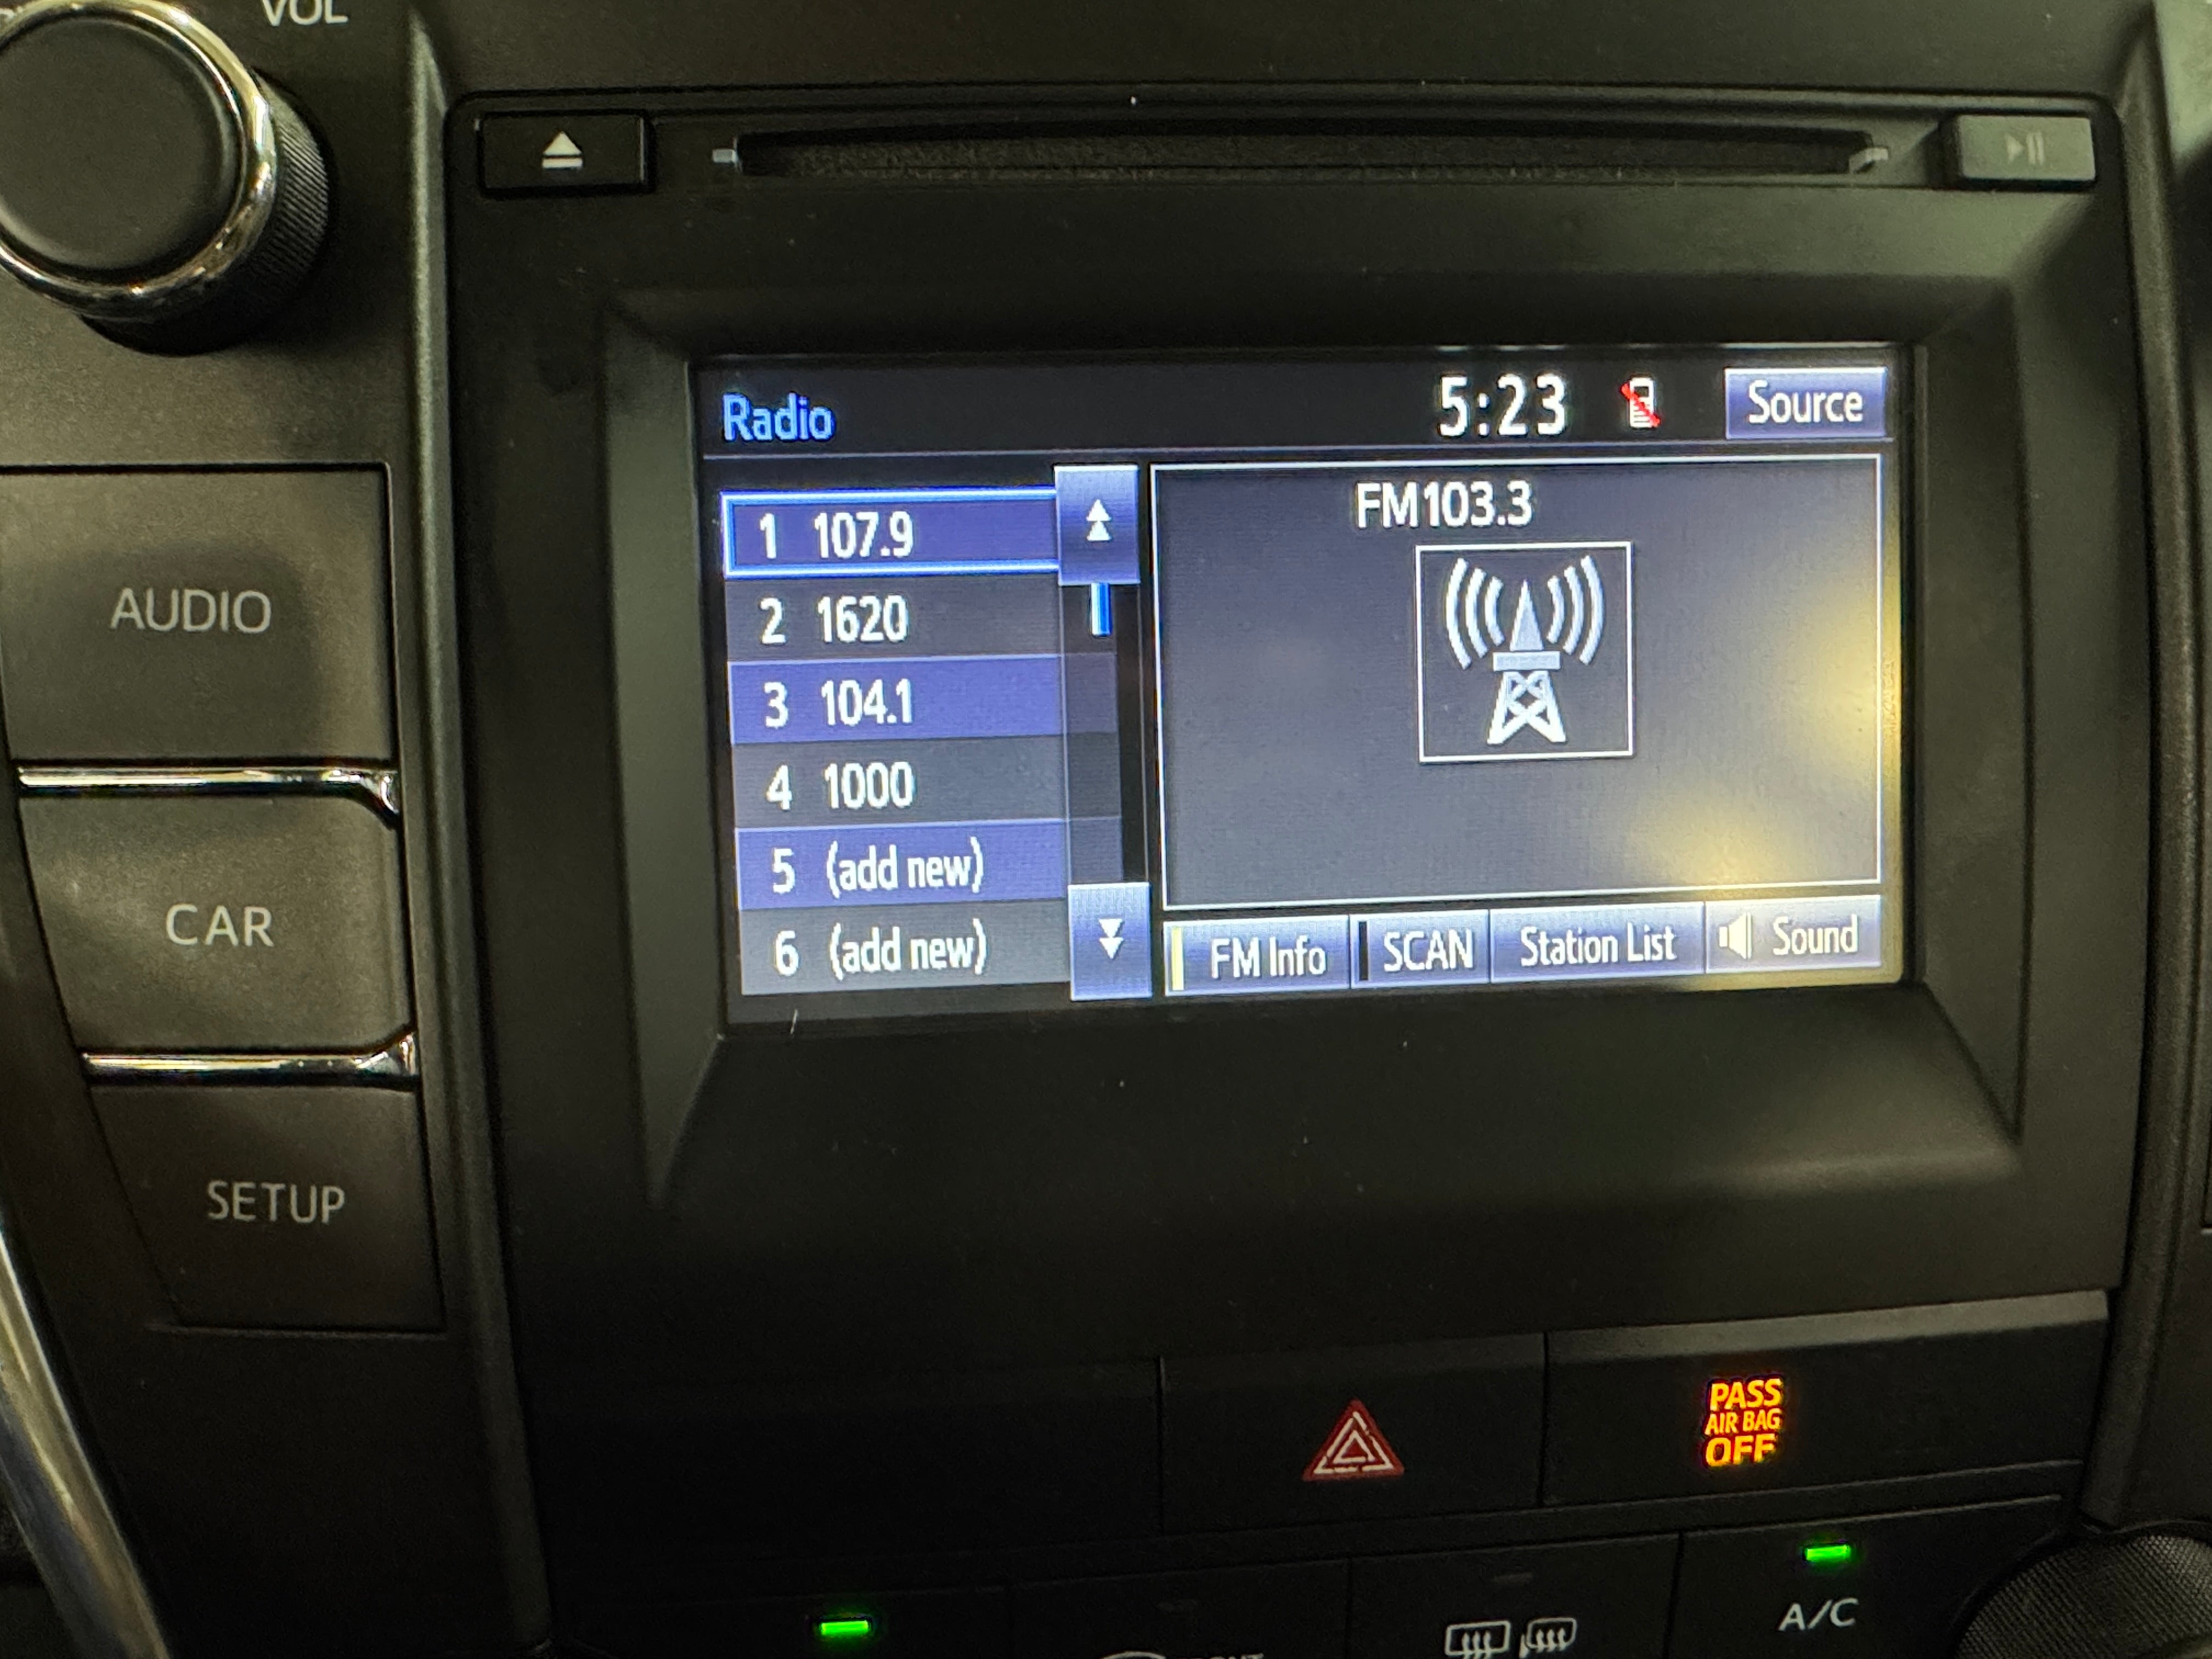 VOL
Radio
5:23
Source
1 107.9
2 1620
3 104.1
4 1000
5 (add new)
6 (add new)
FM103.3
FM Info
SCAN
Station List
Sound
AUDIO
CAR
SETUP
PASS
AIR BAG
OFF
A/C